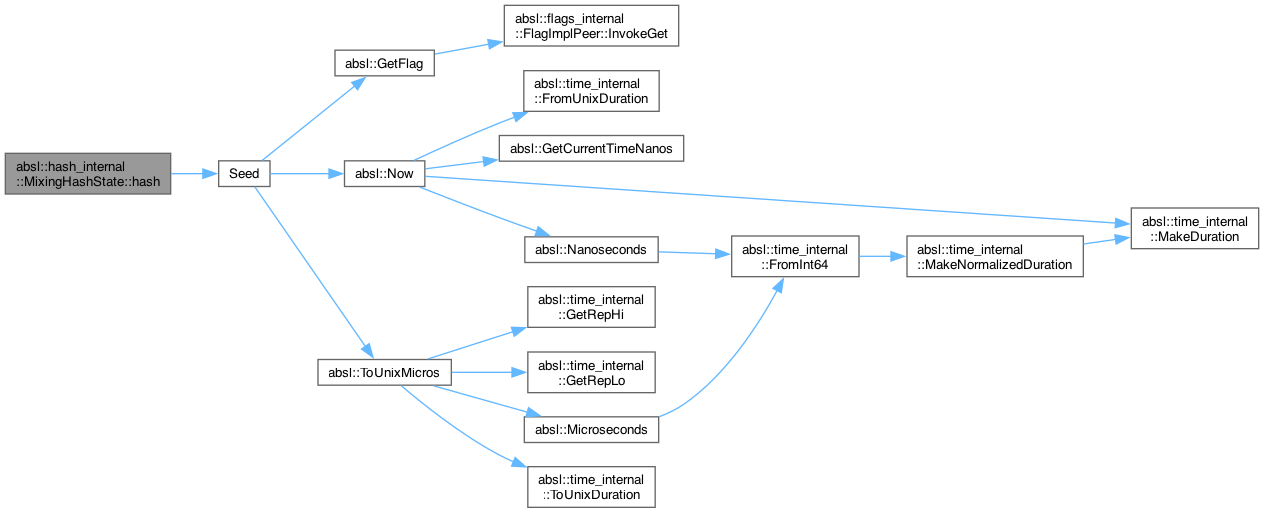 absl::flags_internal
::FlagImplPeer::InvokeGet
absl::GetFlag
absl::time_internal
::FromUnixDuration
absl::GetCurrentTimeNanos
absl::hash_internal
::MixingHashState::hash
Seed
absl::Now
absl::time_internal
::MakeDuration
absl::Nanoseconds
absl::time_internal
::FromInt64
absl::time_internal
::MakeNormalizedDuration
absl::time_internal
::GetRepHi
absl::ToUnixMicros
absl::time_internal
::GetRepLo
absl::Microseconds
absl::time_internal
::ToUnixDuration